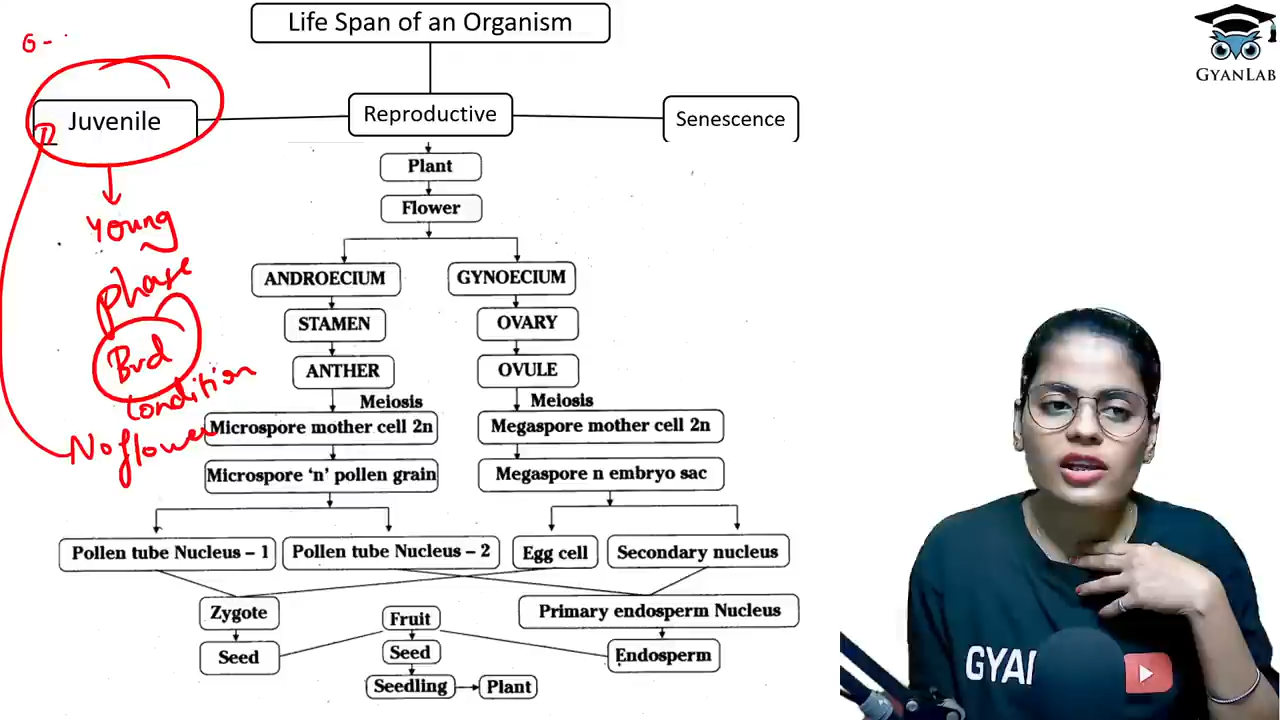 Life Span of an Organism
GYANLAB
Juvenile
Reproductive
Senescence
Young
phase
Bud
condition
No flower
Plant
Flower
ANDROECIUM
GYNOECIUM
STAMEN
OVARY
ANTHER
OVULE
Meiosis
Meiosis
Microspore mother cell 2n
Megaspore mother cell 2n
Microspore ‘n’ pollen grain
Megaspore n embryo sac
Pollen tube Nucleus – 1
Pollen tube Nucleus – 2
Egg cell
Secondary nucleus
Zygote
Fruit
Primary endosperm Nucleus
Seed
Seed
Endosperm
Seedling
Plant
GYAN